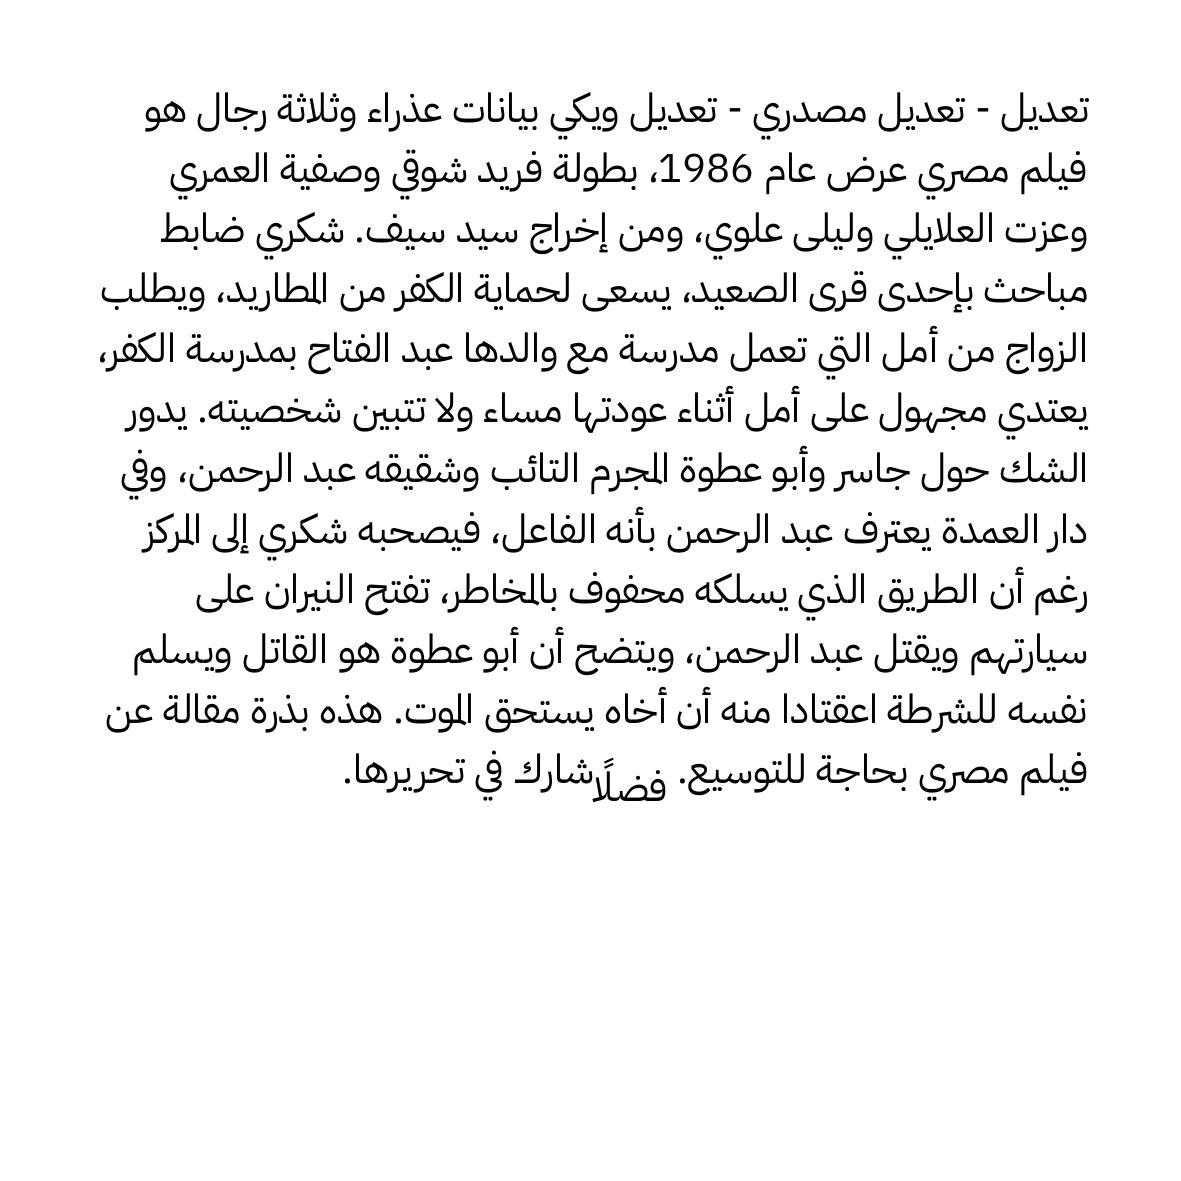 تعديل - تعديل مصدري - تعديل ويكي بيانات عذراء وثلاثة رجال هو
فيلم مصري عرض عام 1986، بطولة فريد شوقي وصفية العمري
وعزت العلايلي وليلى علوي، ومن إخراج سيد سيف. شكري ضابط
مباحث بإحدى قرى الصعيد، يسعى لحماية الكفر من المطاريد، ويطلب
الزواج من أمل التي تعمل مدرسة مع والدها عبد الفتاح بمدرسة الكفر،
يعتدي مجهول على أمل أثناء عودتها مساء ولا تتبين شخصيته. يدور
الشك حول جاسر وأبو عطوة المجرم التائب وشقيقه عبد الرحمن، وفي
دار العمدة يعترف عبد الرحمن بأنه الفاعل، فيصحبه شكري إلى المركز
رغم أن الطريق الذي يسلكه محفوف بالمخاطر، تفتح النيران على
سيارتهم ويقتل عبد الرحمن، ويتضح أن أبو عطوة هو القاتل ويسلم
نفسه للشرطة اعقتادا منه أن أخاه يستحق الموت. هذه بذرة مقالة عن
فيلم مصري بحاجة للتوسيع. فضلًا شارك في تحريرها.